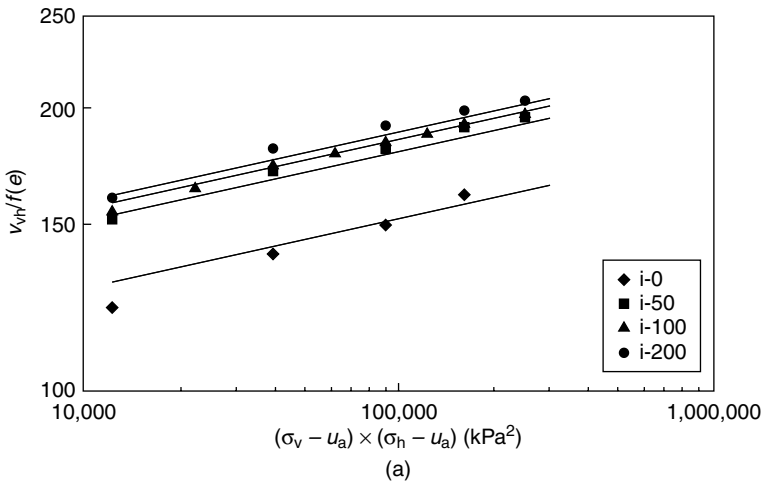 250
200
150
100
v_vh/f(e)
10,000
100,000
1,000,000
(σ_v – u_a) × (σ_h – u_a) (kPa²)
i-0
i-50
i-100
i-200
(a)